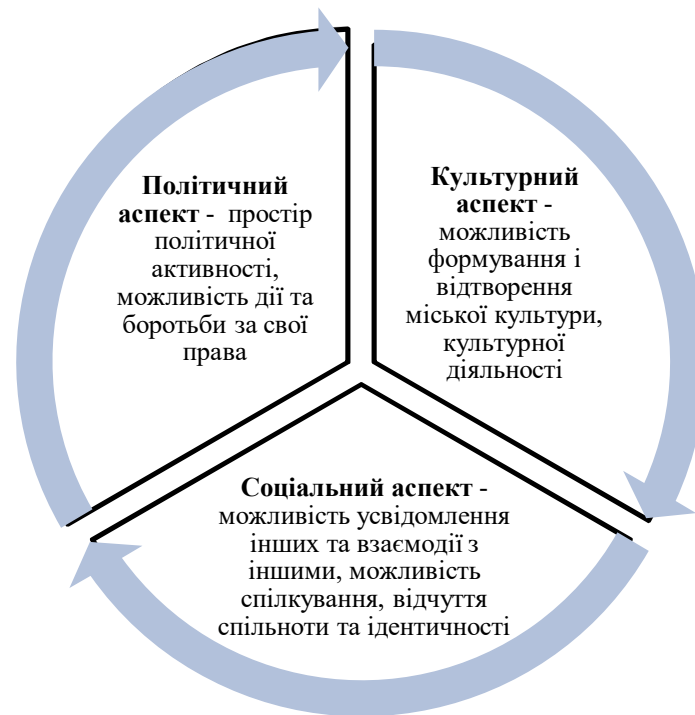 Політичний
аспект - простір
політичної
активності,
можливість дії та
боротьби за свої
права
Культурний
аспект -
можливість
формування і
відтворення
міської культури,
культурної
діяльності
Соціальний аспект -
можливість усвідомлення
інших та взаємодії з
іншими, можливість
спілкування, відчуття
спільноти та ідентичності